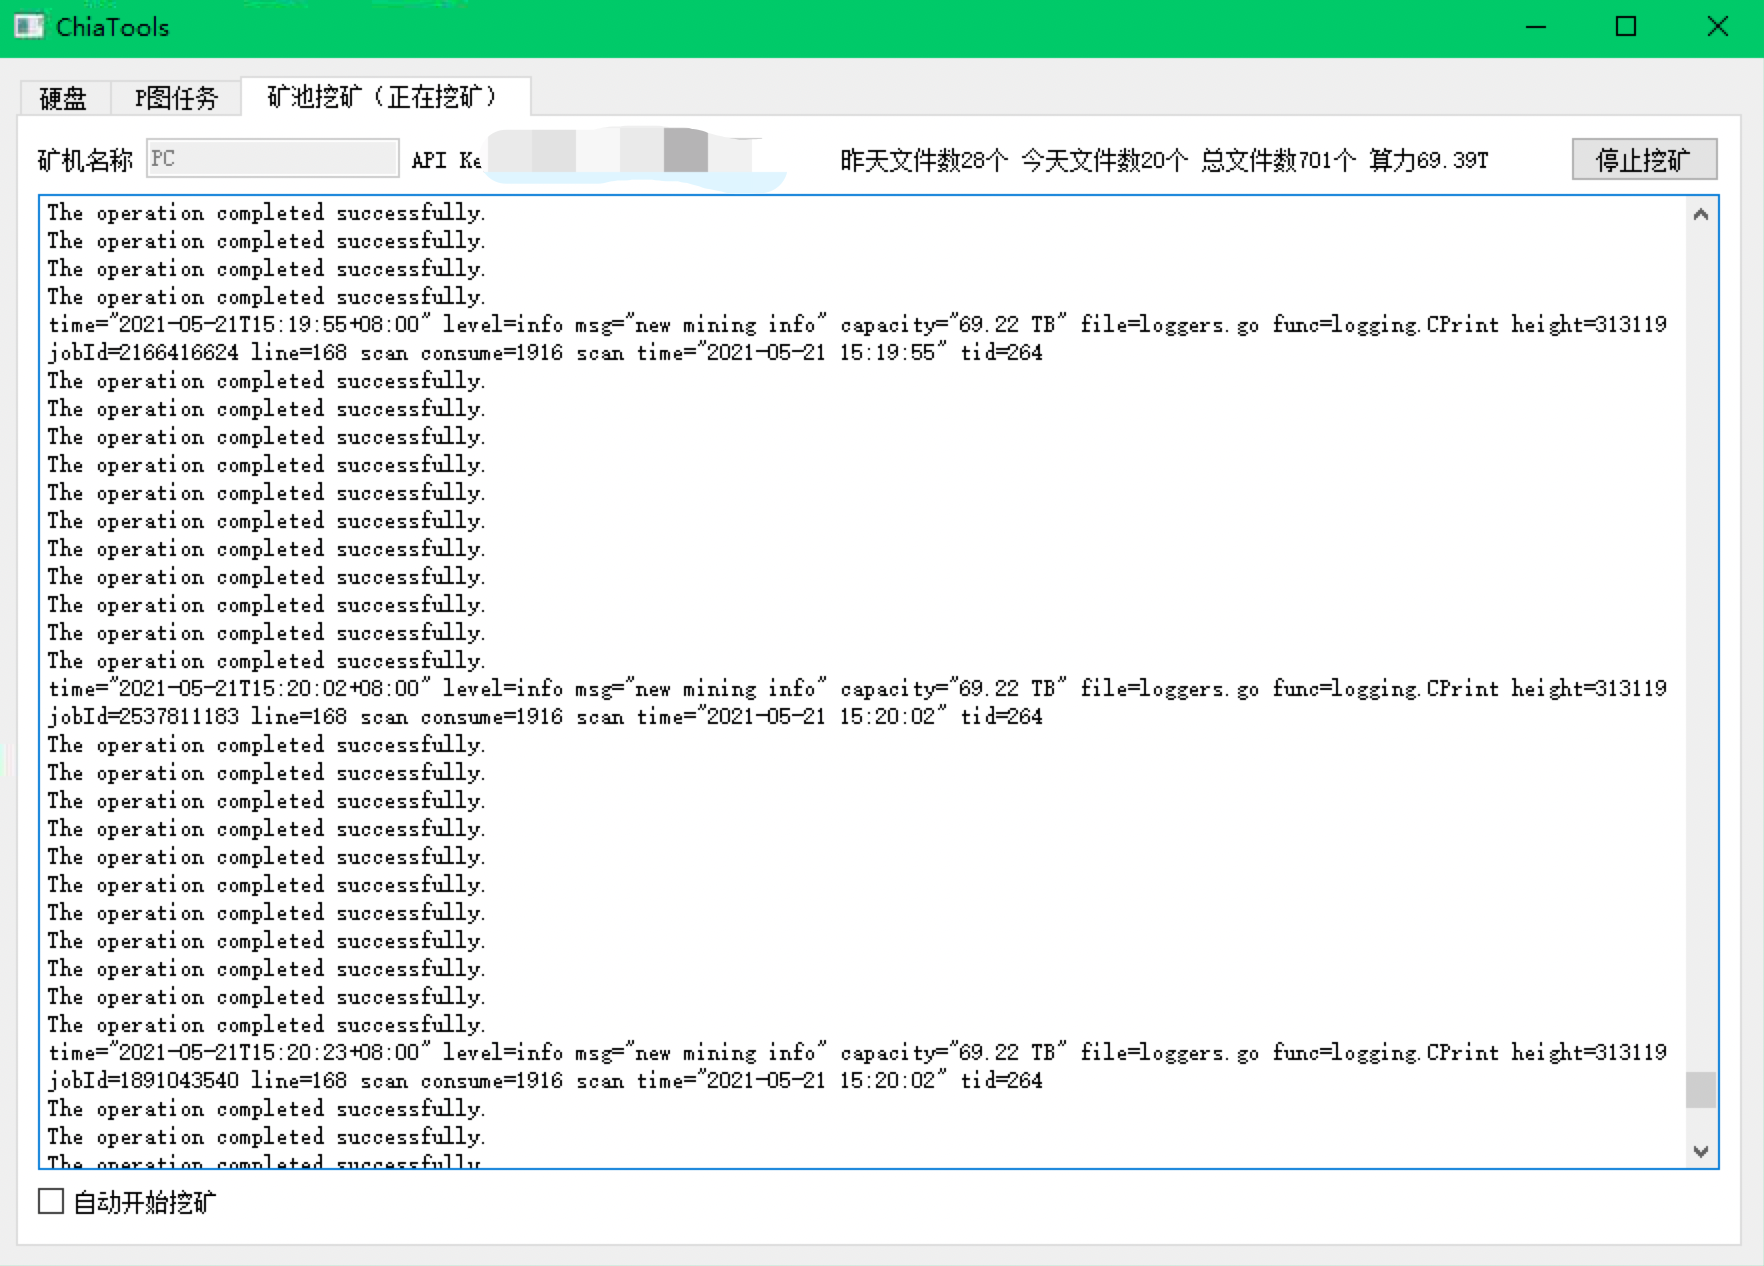 ChiaTools
硬盘 P图任务 矿池挖矿（正在挖矿）
矿机名称 PC API Ke 昨天文件数28个 今天文件数20个 总文件数701个 算力69.39T 停止挖矿
The operation completed successfully.
The operation completed successfully.
The operation completed successfully.
The operation completed successfully.
time="2021-05-21T15:19:55+08:00" level=info msg="new mining info" capacity="69.22 TB" file=loggers.go func=logging.CPrint height=313119
jobId=2166416624 line=168 scan consume=1916 scan time="2021-05-21 15:19:55" tid=264
The operation completed successfully.
The operation completed successfully.
The operation completed successfully.
The operation completed successfully.
The operation completed successfully.
The operation completed successfully.
The operation completed successfully.
The operation completed successfully.
The operation completed successfully.
The operation completed successfully.
The operation completed successfully.
time="2021-05-21T15:20:02+08:00" level=info msg="new mining info" capacity="69.22 TB" file=loggers.go func=logging.CPrint height=313119
jobId=2537811183 line=168 scan consume=1916 scan time="2021-05-21 15:20:02" tid=264
The operation completed successfully.
The operation completed successfully.
The operation completed successfully.
The operation completed successfully.
The operation completed successfully.
The operation completed successfully.
The operation completed successfully.
The operation completed successfully.
The operation completed successfully.
The operation completed successfully.
The operation completed successfully.
time="2021-05-21T15:20:23+08:00" level=info msg="new mining info" capacity="69.22 TB" file=loggers.go func=logging.CPrint height=313119
jobId=1891043540 line=168 scan consume=1916 scan time="2021-05-21 15:20:02" tid=264
The operation completed successfully.
The operation completed successfully.
The operation completed successfully.
自动开始挖矿